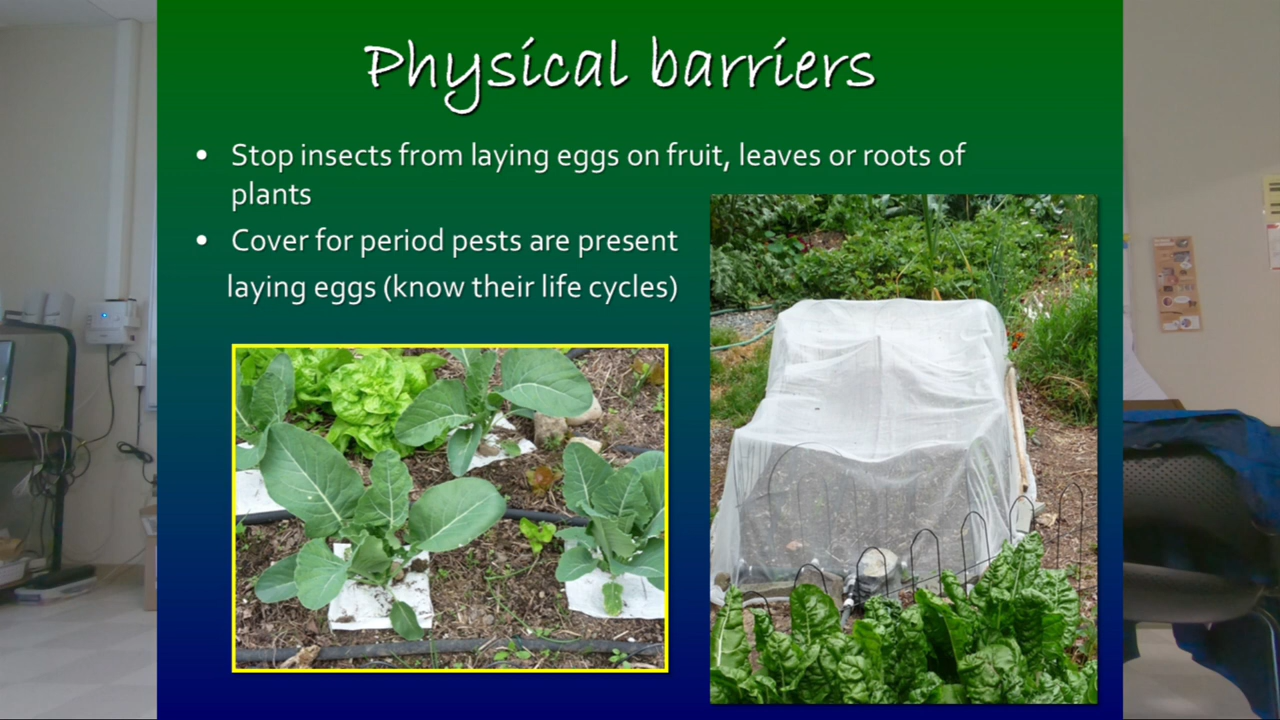 Physical barriers
• Stop insects from laying eggs on fruit, leaves or roots of
plants
• Cover for period pests are present
laying eggs (know their life cycles)